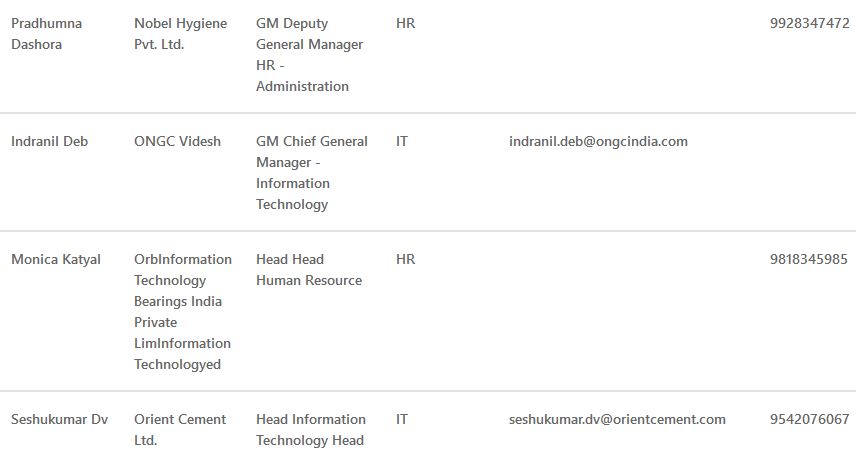 Pradhumna Nobel Hygiene GM Deputy HR 9928347472
Dashora Pvt. Ltd. General Manager
HR -
Administration
Indranil Deb ONGC Videsh GM Chief General IT indranil.deb@ongcindia.com
Manager -
Information
Technology
Monica Katyal OrbInformation Head Head HR 9818345985
Technology Human Resource
Bearings India
Private
LimInformation
Technologyed
Seshukumar Dv Orient Cement Head Information IT seshukumar.dv@orientcement.com 9542076067
Ltd. Technology Head